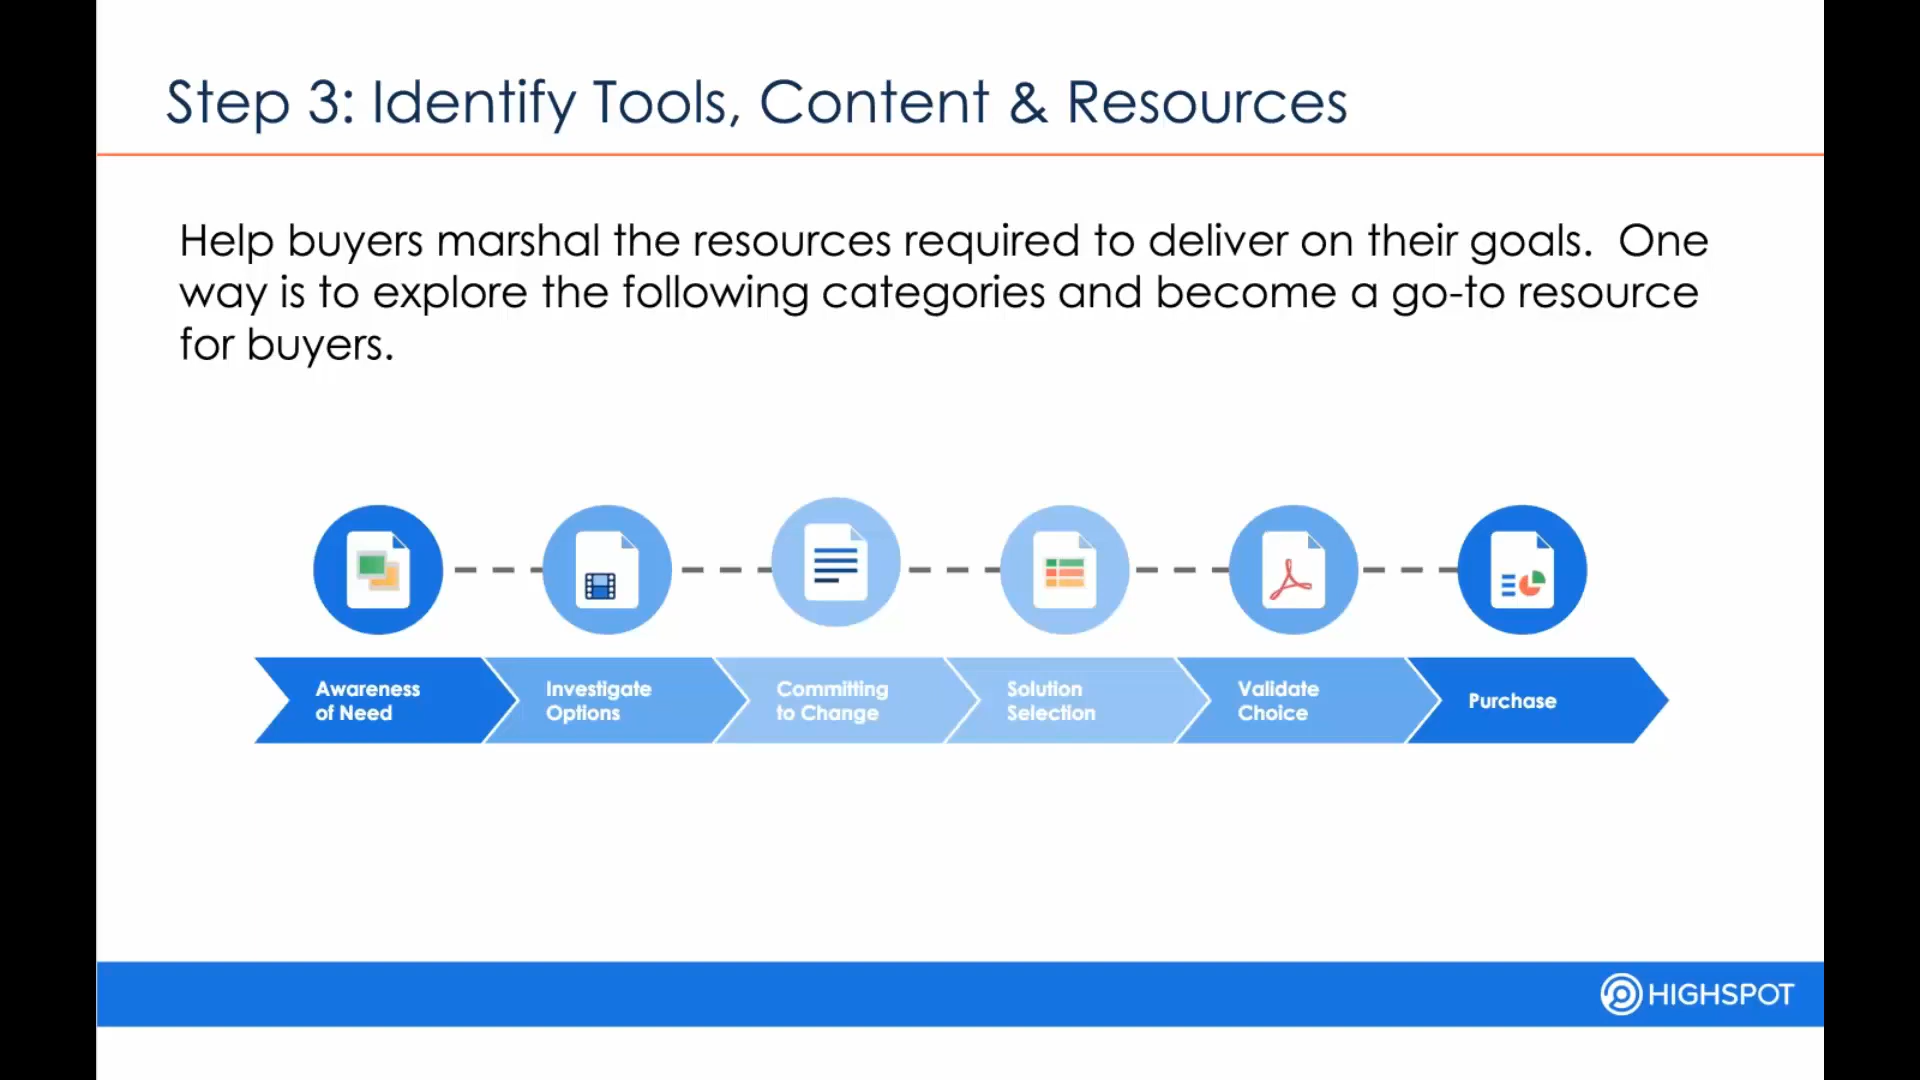 Step 3: Identify Tools, Content & Resources
Help buyers marshal the resources required to deliver on their goals.  One
way is to explore the following categories and become a go-to resource
for buyers.
Awareness
of Need
Investigate
Options
Committing
to Change
Solution
Selection
Validate
Choice
Purchase
HIGHSPOT